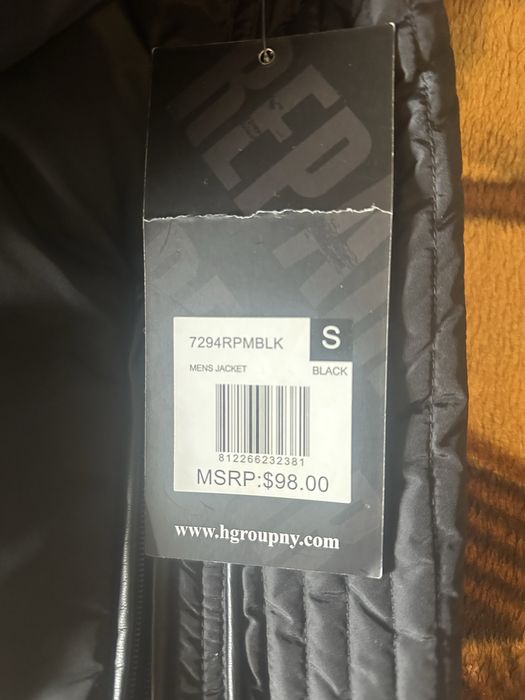 7294RPMBLK
S
MENS JACKET
BLACK
812266232381
MSRP:$98.00
www.hgroupny.com